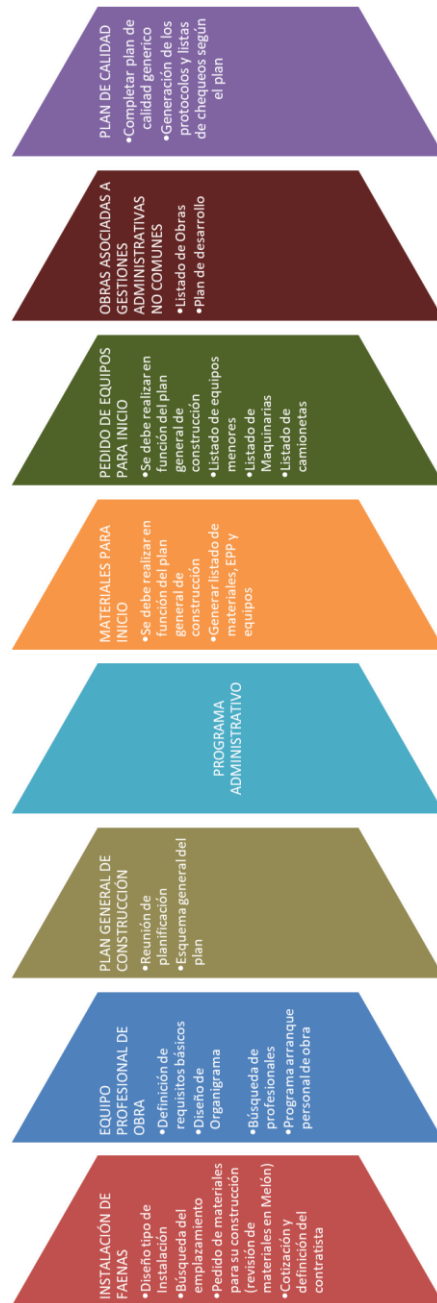 INSTALACIÓN DE
FAENAS
•Diseño tipo de
Instalación
•Búsqueda del
emplazamiento
•Pedido de materiales
para su construcción
(revisión de
materiales en Melón)
•Cotización y
definición del
contratista
EQUIPO
PROFESIONAL DE
OBRA
•Definición de
requisitos básicos
•Diseño de
Organigrama
•Búsqueda de
profesionales
•Programa arranque
personal de obra
PLAN GENERAL DE
CONSTRUCCIÓN
•Reunión de
planificación
•Esquema general del
plan
PROGRAMA
ADMINISTRATIVO
MATERIALES PARA
INICIO
•Se debe realizar en
función del plan
general de
construcción
•Generar listado de
materiales, EPP y
equipos
PEDIDO DE EQUIPOS
PARA INICIO
•Se debe realizar en
función del plan
general de
construcción
•Listado de equipos
menores
•Listado de
Maquinarias
•Listado de
camionetas
OBRAS ASOCIADAS A
GESTIONES
ADMINISTRATIVAS
NO COMUNES
•Listado de Obras
•Plan de desarrollo
PLAN DE CALIDAD
•Completar plan de
calidad generico
•Generación de los
protocolos y listas
de chequeos según
el plan